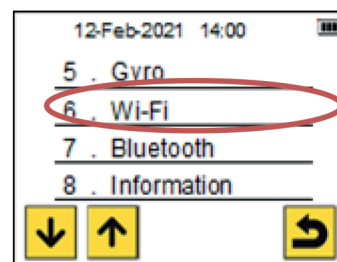 12-Feb-2021 14:00
5 . Gyro
6 . Wi-Fi
7 . Bluetooth
8 . Information